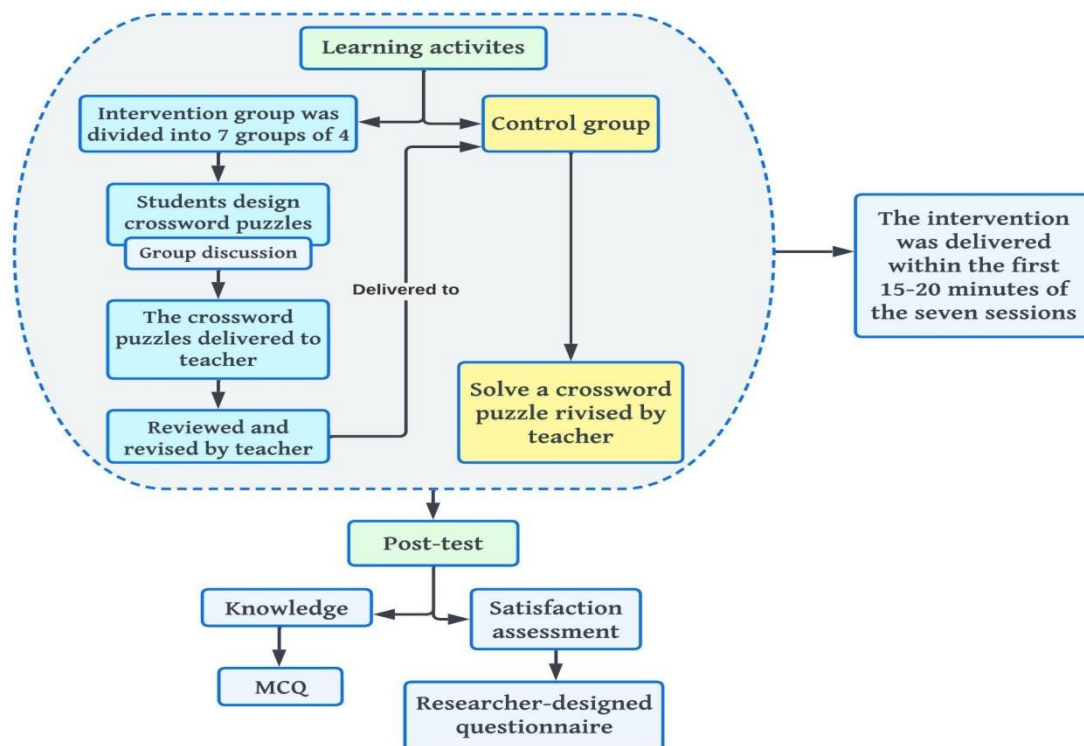 Learning activites
Intervention group was
divided into 7 groups of 4
Control group
Students design
crossword puzzles
Group discussion
The crossword
puzzles delivered to
teacher
Reviewed and
revised by teacher
Delivered to
Solve a crossword
puzzle rivised by
teacher
The intervention
was delivered
within the first
15-20 minutes of
the seven sessions
Post-test
Knowledge
MCQ
Satisfaction
assessment
Researcher-designed
questionnaire